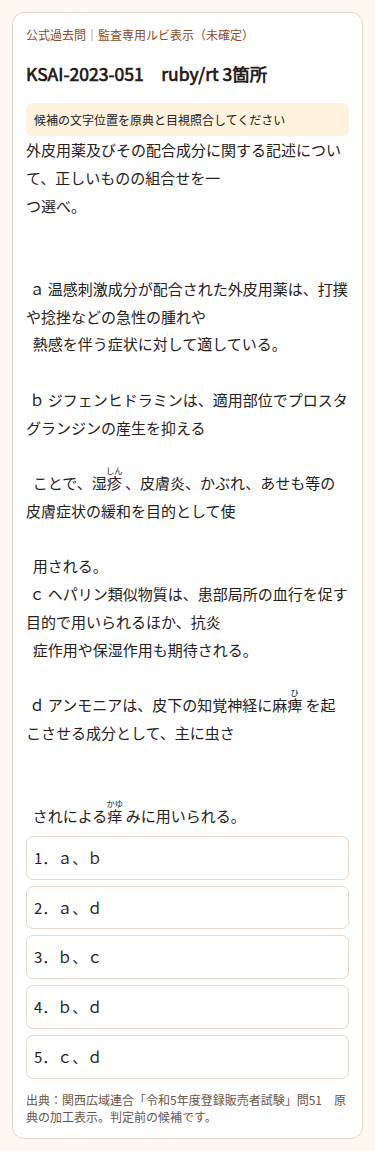 公式過去問｜監査専用ルビ表示（未確定）
KSAI-2023-051　ruby/rt 3箇所
候補の文字位置を原典と目視照合してください
外皮用薬及びその配合成分に関する記述につい
て、正しいものの組合せを一
つ選べ。
ａ 温感刺激成分が配合された外皮用薬は、打撲
や捻挫などの急性の腫れや
熱感を伴う症状に対して適している。
ｂ ジフェンヒドラミンは、適用部位でプロスタ
グランジンの産生を抑える
しん
ことで、湿疹 、皮膚炎、かぶれ、あせも等の
皮膚症状の緩和を目的として使
用される。
ｃ ヘパリン類似物質は、患部局所の血行を促す
目的で用いられるほか、抗炎
症作用や保湿作用も期待される。
ひ
ｄ アンモニアは、皮下の知覚神経に麻痺 を起
こさせる成分として、主に虫さ
かゆ
されによる痒 みに用いられる。
1．ａ、ｂ
2．ａ、ｄ
3．ｂ、ｃ
4．ｂ、ｄ
5．ｃ、ｄ
出典：関西広域連合「令和5年度登録販売者試験」問51　原
典の加工表示。判定前の候補です。